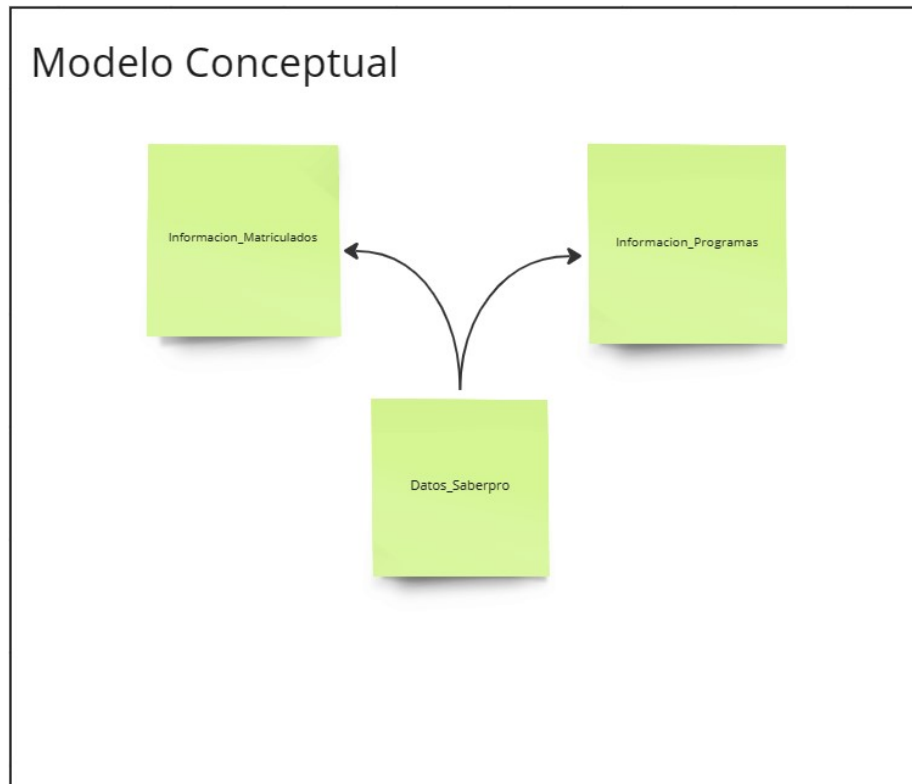 Modelo Conceptual
Informacion_Matriculados
Informacion_Programas
Datos_Saberpro